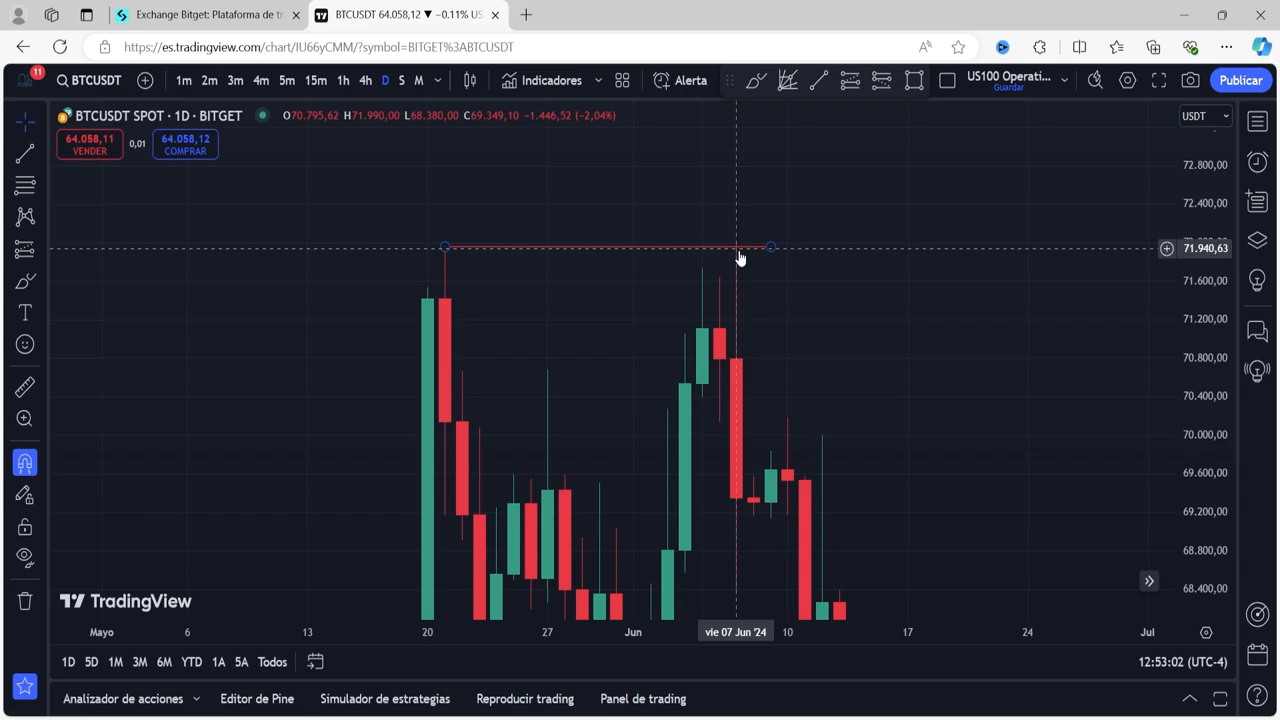 Exchange Bitget: Plataforma de tr
BTCUSDT 64.058,12 ▼ −0.11% US
https://es.tradingview.com/chart/IU66yCMM/?symbol=BITGET%3ABTCUSDT
11
BTCUSDT
1m 2m 3m 4m 5m 15m 1h 4h D S M
Indicadores
Alerta
US100 Operati...
Guardar
Publicar
BTCUSDT SPOT · 1D · BITGET
O70.795,62 H71.990,00 L68.380,00 C69.349,10 −1.446,52 (−2,04%)
USDT
64.058,11
VENDER
0,01
64.058,12
COMPRAR
72.800,00
72.400,00
71.940,63
71.600,00
71.200,00
70.800,00
70.400,00
70.000,00
69.600,00
69.200,00
68.800,00
68.400,00
TradingView
Mayo 6 13 20 27 Jun vie 07 Jun '24 10 17 24 Jul
1D 5D 1M 3M 6M YTD 1A 5A Todos
12:53:02 (UTC-4)
Analizador de acciones Editor de Pine Simulador de estrategias Reproducir trading Panel de trading